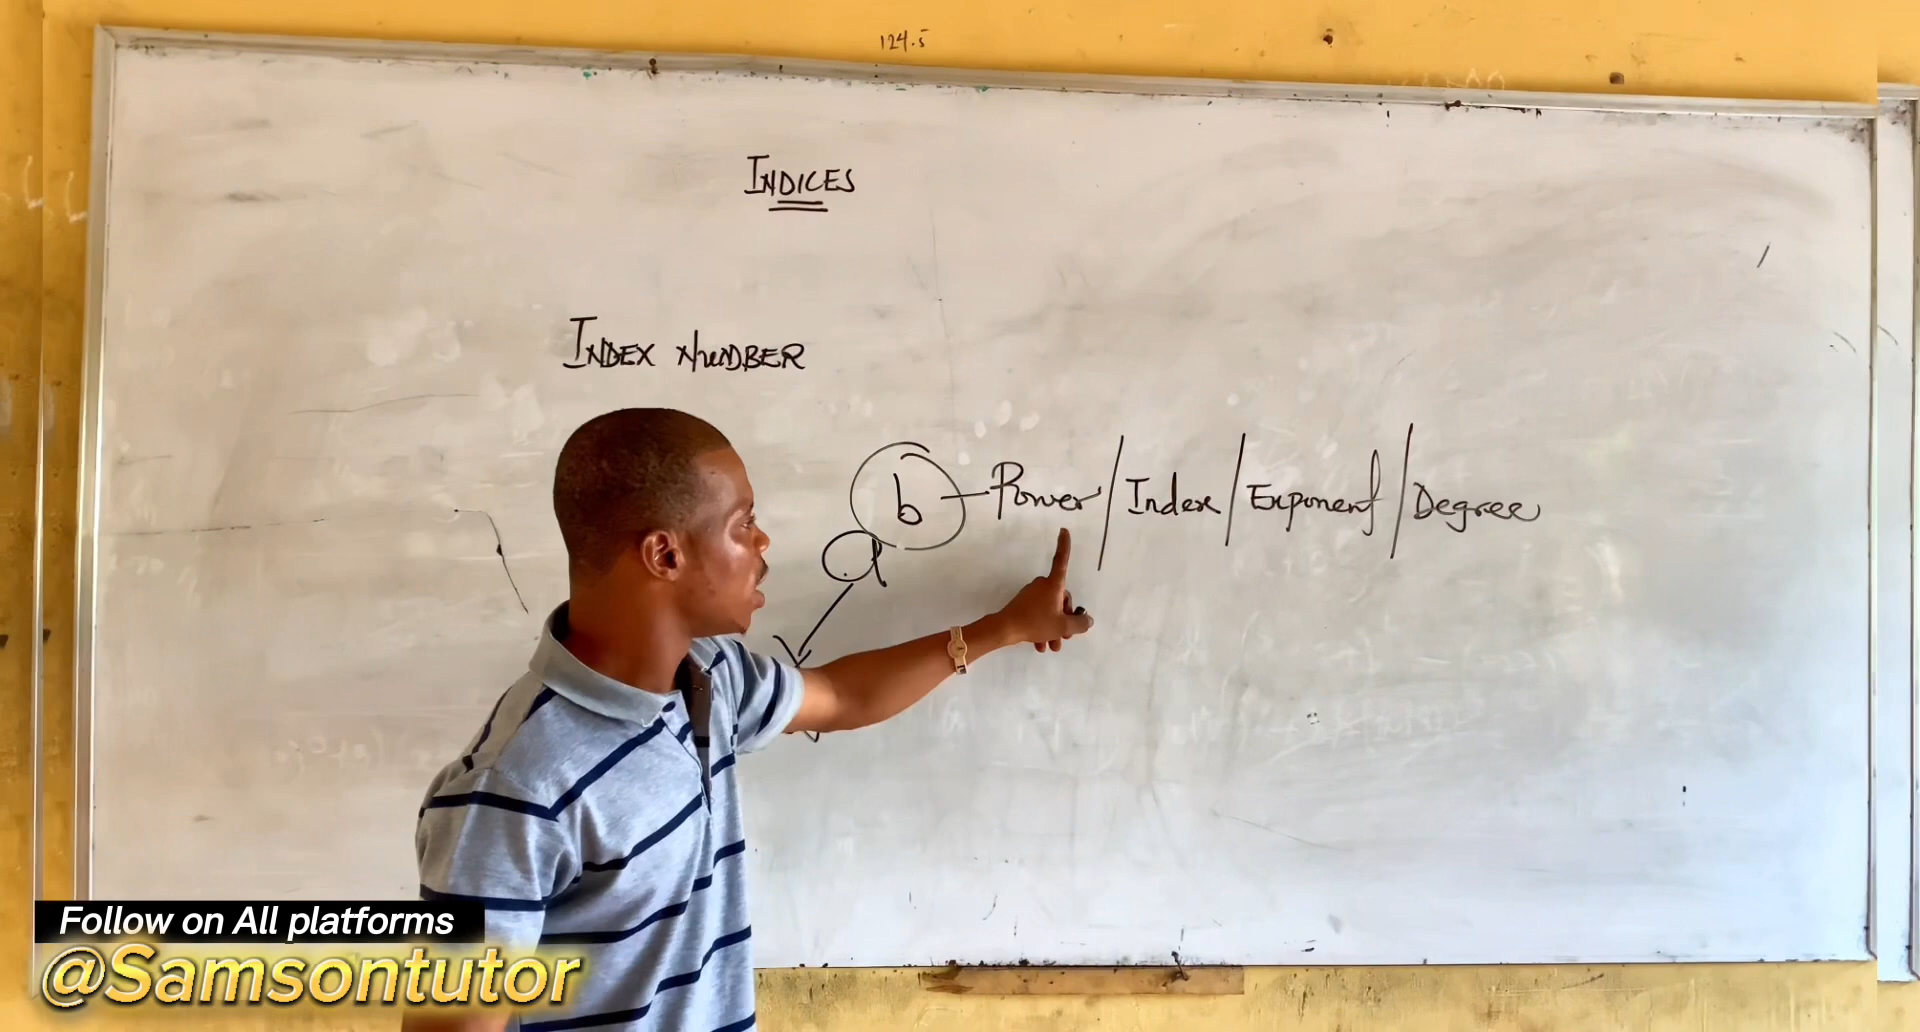 124.5
INDICES
INDEX NUMBER
b - Power / Index / Exponent / Degree
a
Follow on All platforms
@Samsontutor